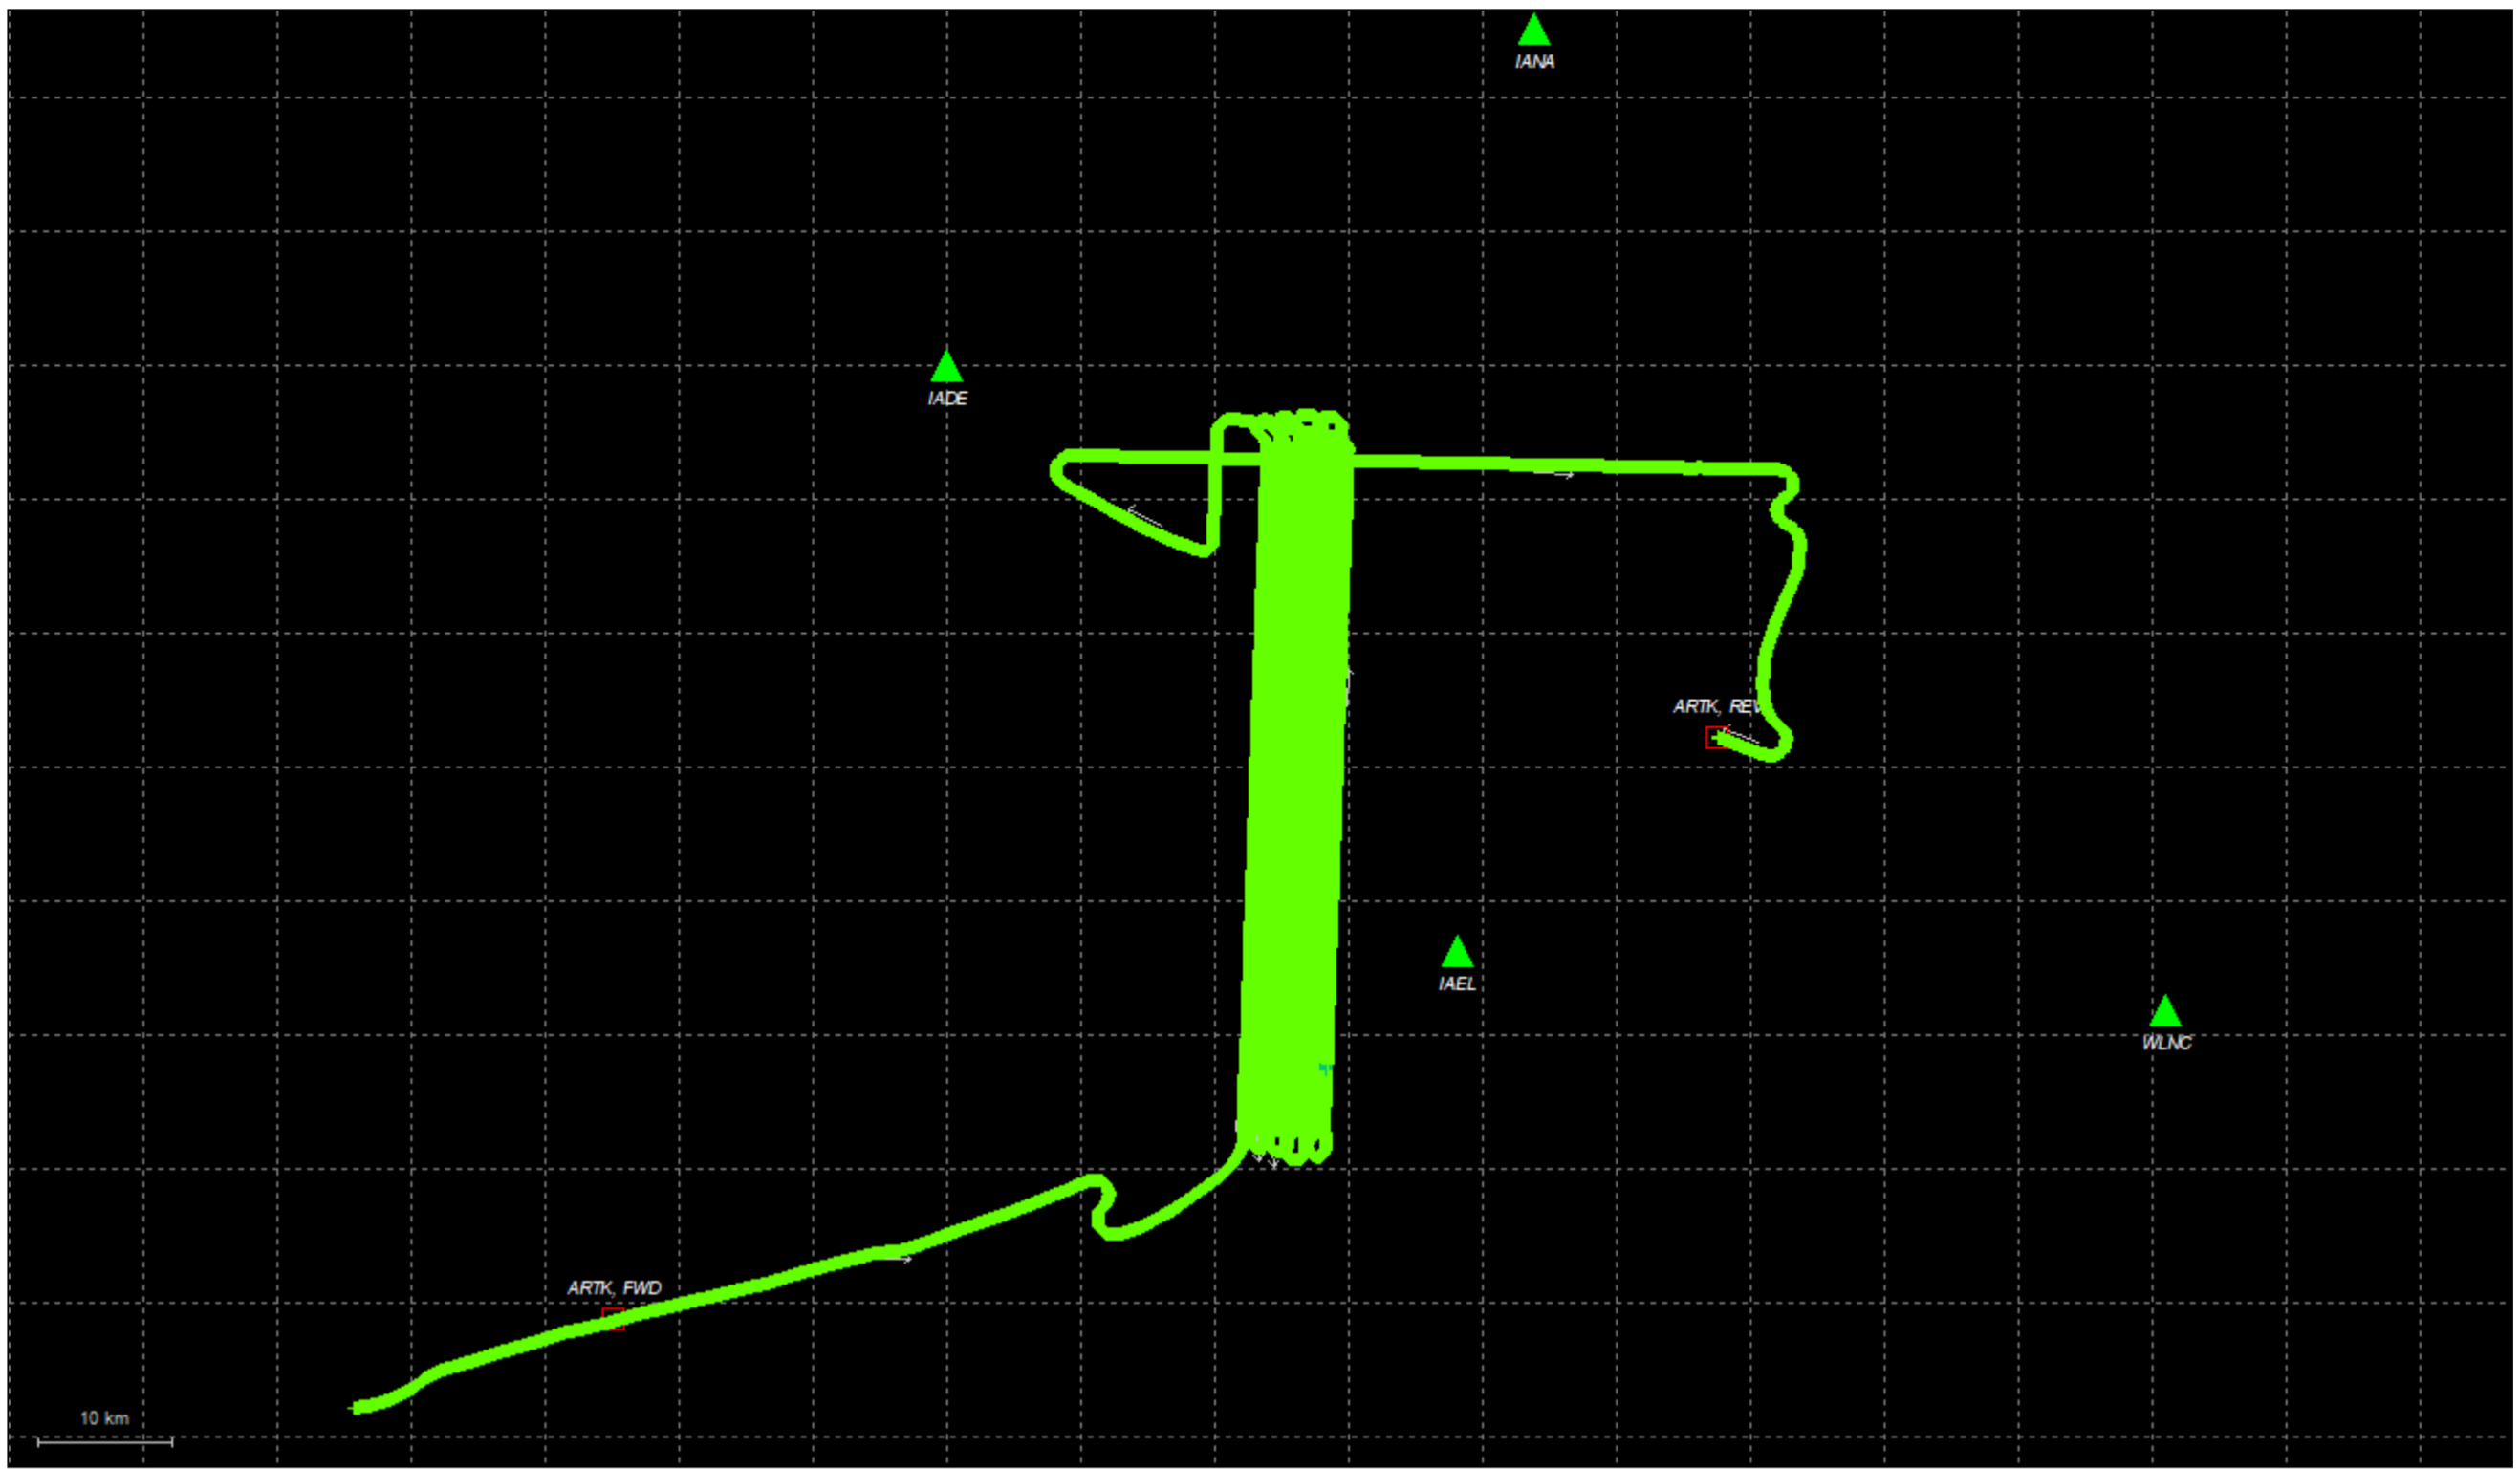 IANA
IADE
ARTK, REV
IAEL
WLNC
ARTK, FWD
10 km